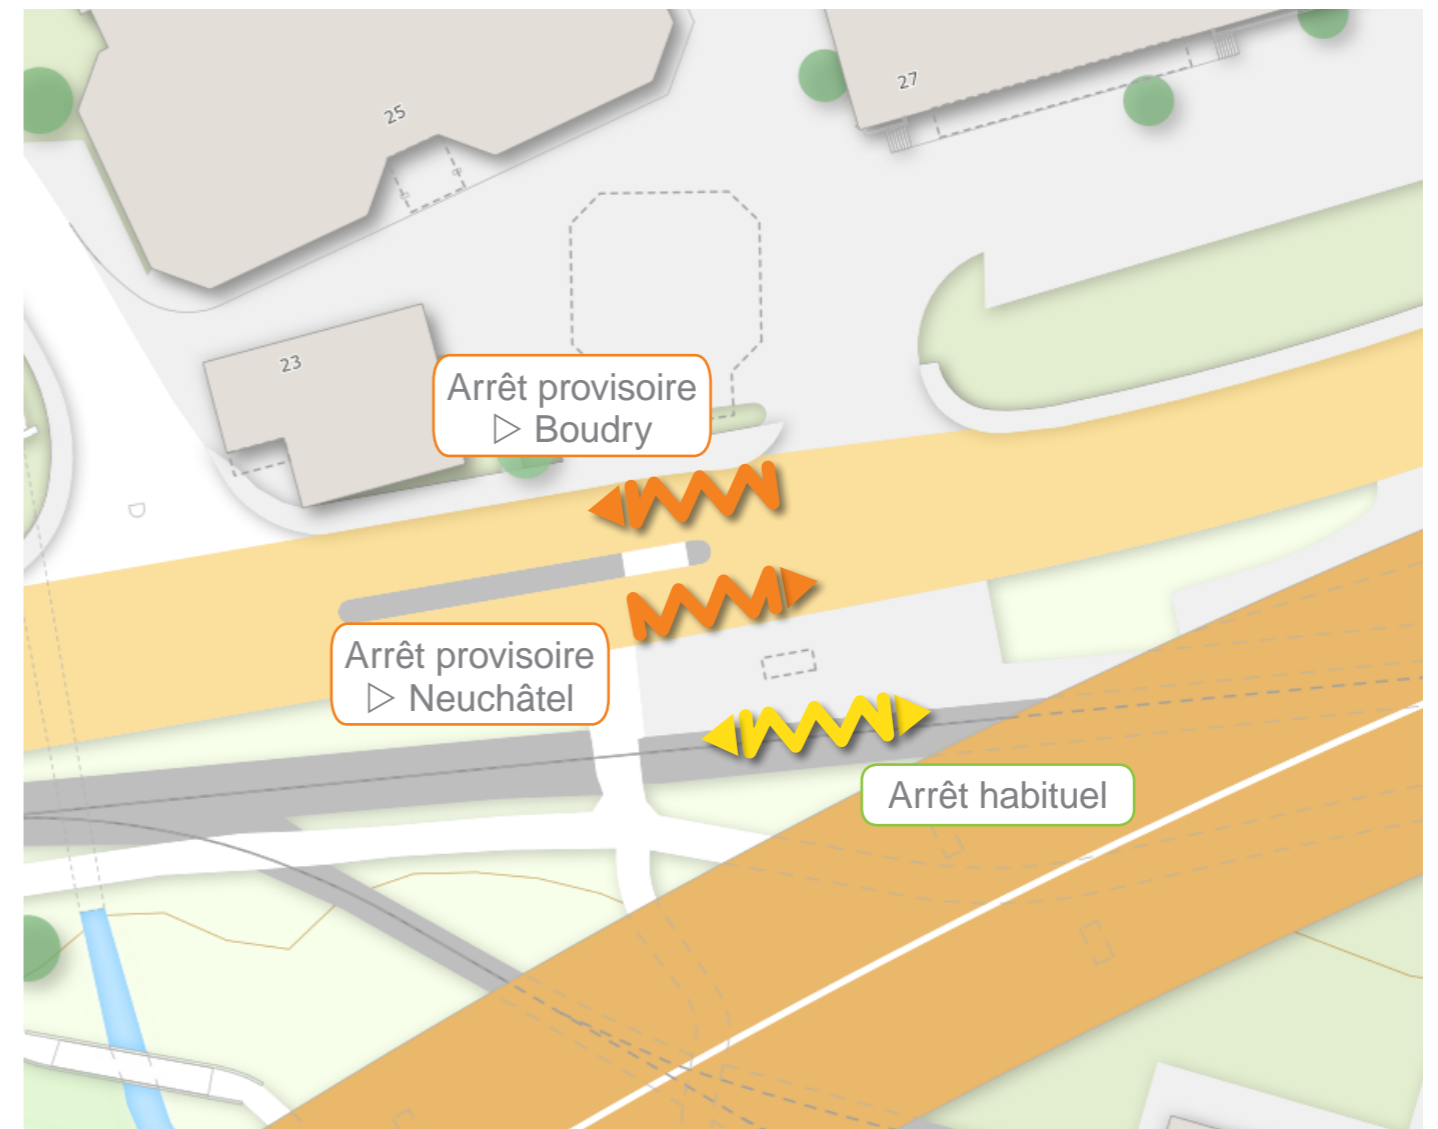 25
27
23
Arrêt provisoire
▷ Boudry
Arrêt provisoire
▷ Neuchâtel
Arrêt habituel